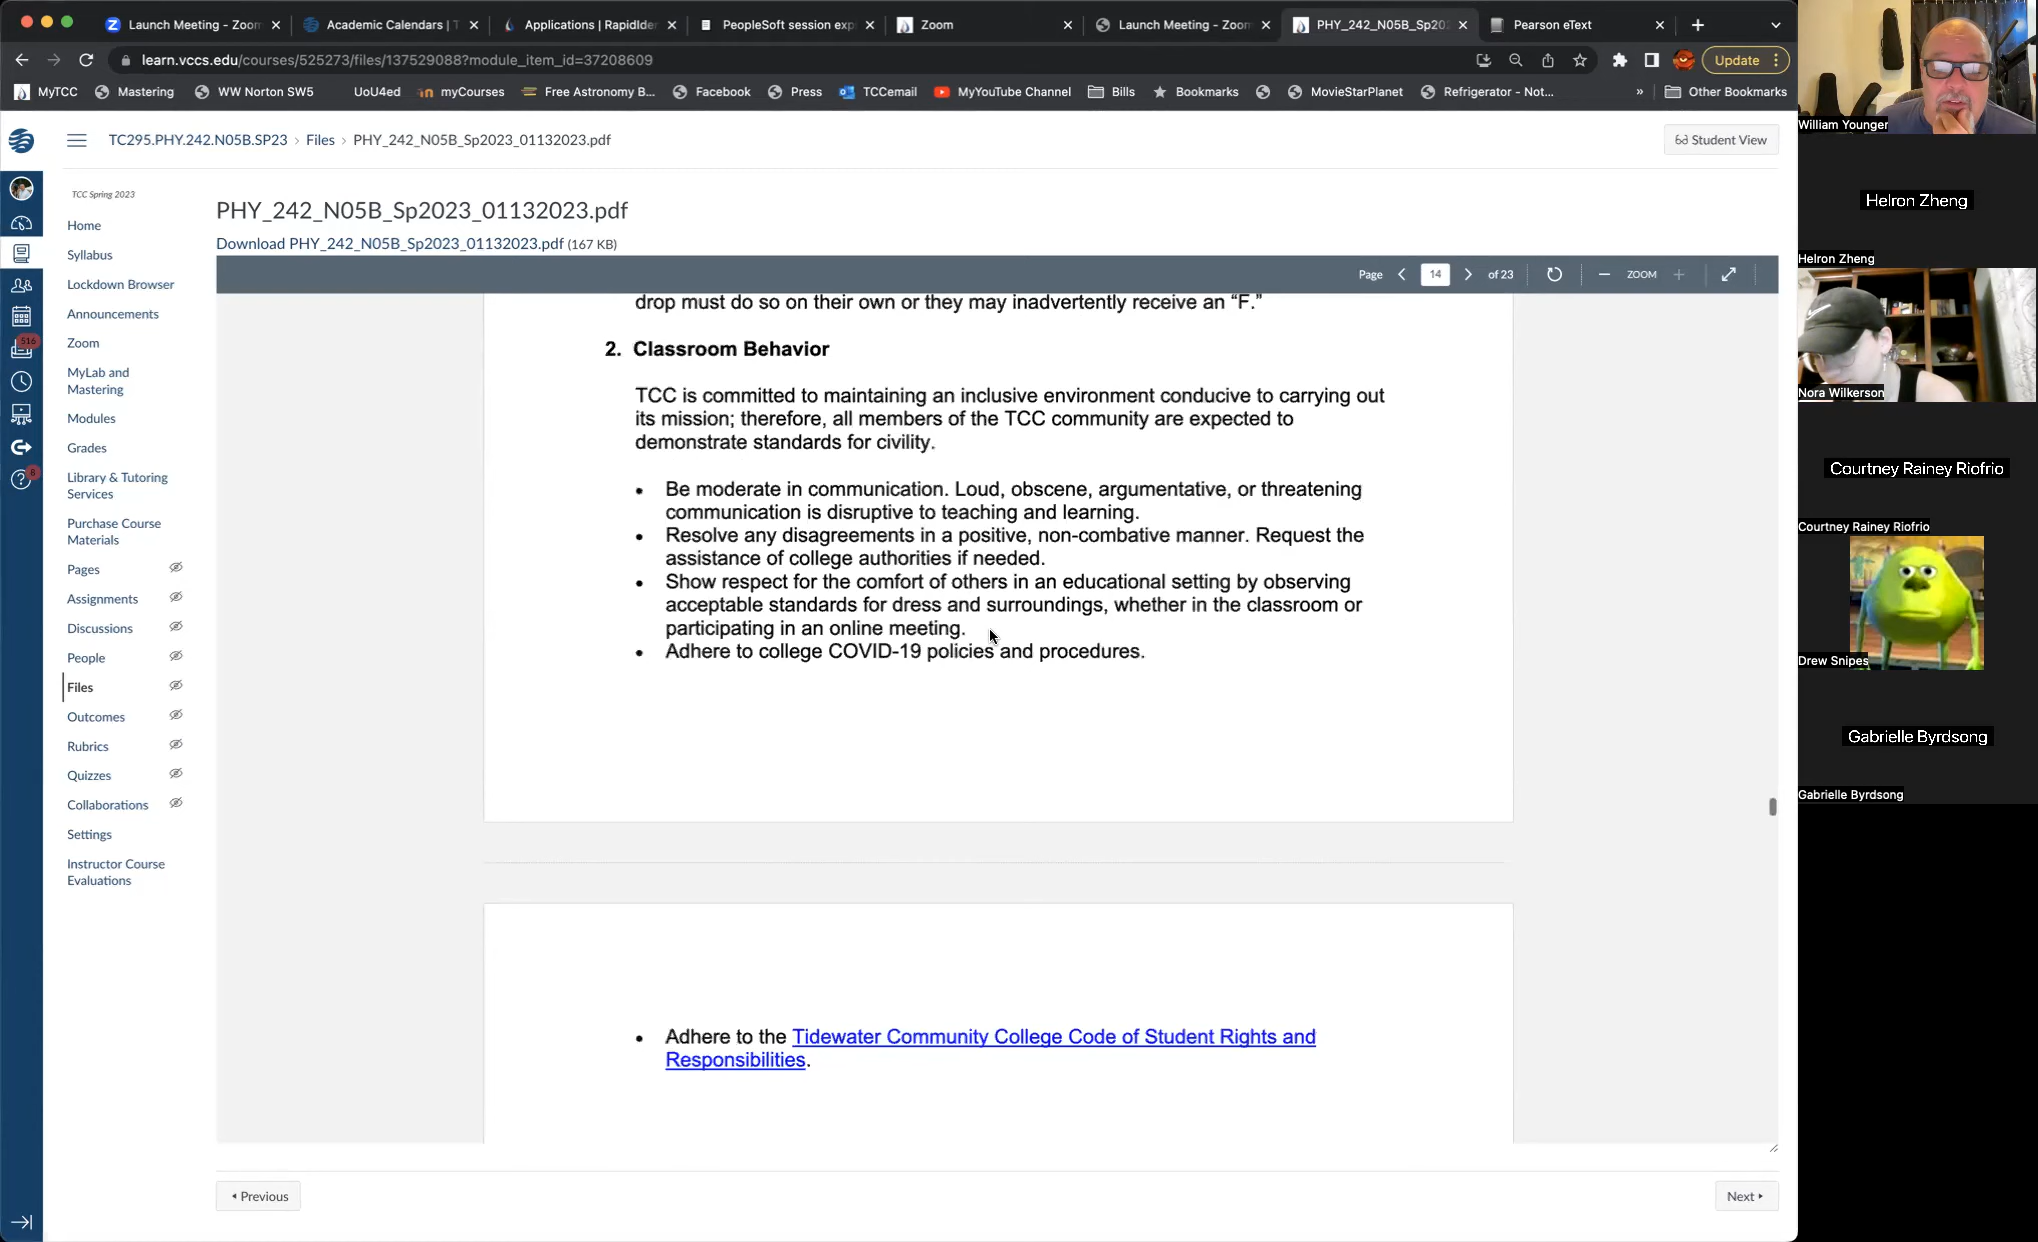 Launch Meeting - Zoom
Academic Calendars | T
Applications | RapidIde
PeopleSoft session exp
Zoom
Launch Meeting - Zoom
PHY_242_N05B_Sp202
Pearson eText
learn.vccs.edu/courses/525273/files/137529088?module_item_id=37208609
Update
MyTCC
Mastering
WW Norton SW5
UoU4ed
myCourses
Free Astronomy B...
Facebook
Press
TCCemail
MyYouTube Channel
Bills
Bookmarks
MovieStarPlanet
Refrigerator - Not...
»
Other Bookmarks
TC295.PHY.242.N05B.SP23 › Files › PHY_242_N05B_Sp2023_01132023.pdf
Student View
516
8
TCC Spring 2023
Home
Syllabus
Lockdown Browser
Announcements
Zoom
MyLab and
Mastering
Modules
Grades
Library & Tutoring
Services
Purchase Course
Materials
Pages
Assignments
Discussions
People
Files
Outcomes
Rubrics
Quizzes
Collaborations
Settings
Instructor Course
Evaluations
PHY_242_N05B_Sp2023_01132023.pdf
Download PHY_242_N05B_Sp2023_01132023.pdf (167 KB)
Page 14 of 23
ZOOM
drop must do so on their own or they may inadvertently receive an “F.”
2. Classroom Behavior
TCC is committed to maintaining an inclusive environment conducive to carrying out
its mission; therefore, all members of the TCC community are expected to
demonstrate standards for civility.
• Be moderate in communication. Loud, obscene, argumentative, or threatening
communication is disruptive to teaching and learning.
• Resolve any disagreements in a positive, non-combative manner. Request the
assistance of college authorities if needed.
• Show respect for the comfort of others in an educational setting by observing
acceptable standards for dress and surroundings, whether in the classroom or
participating in an online meeting.
• Adhere to college COVID-19 policies and procedures.
• Adhere to the Tidewater Community College Code of Student Rights and
Responsibilities.
Previous
Next
William Younger
Helron Zheng
Helron Zheng
Nora Wilkerson
Courtney Rainey Riofrio
Courtney Rainey Riofrio
Drew Snipes
Gabrielle Byrdsong
Gabrielle Byrdsong